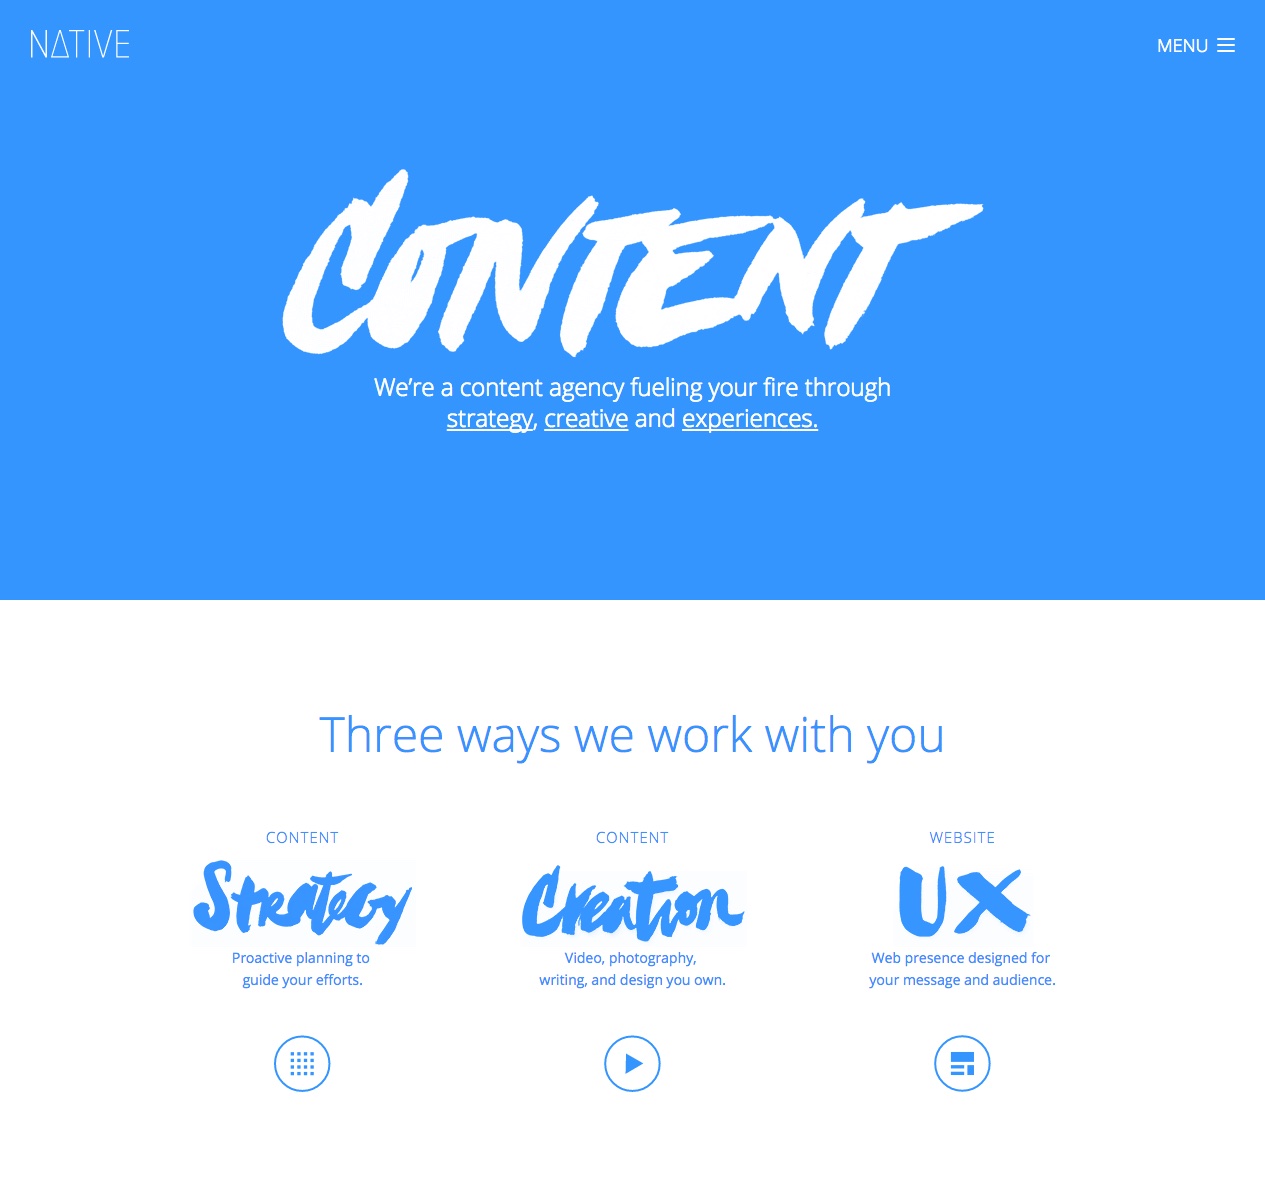 NATIVE
MENU
CONTENT
We’re a content agency fueling your fire through
strategy, creative and experiences.
Three ways we work with you
CONTENT
Strategy
Proactive planning to
guide your efforts.
CONTENT
Creation
Video, photography,
writing, and design you own.
WEBSITE
UX
Web presence designed for
your message and audience.